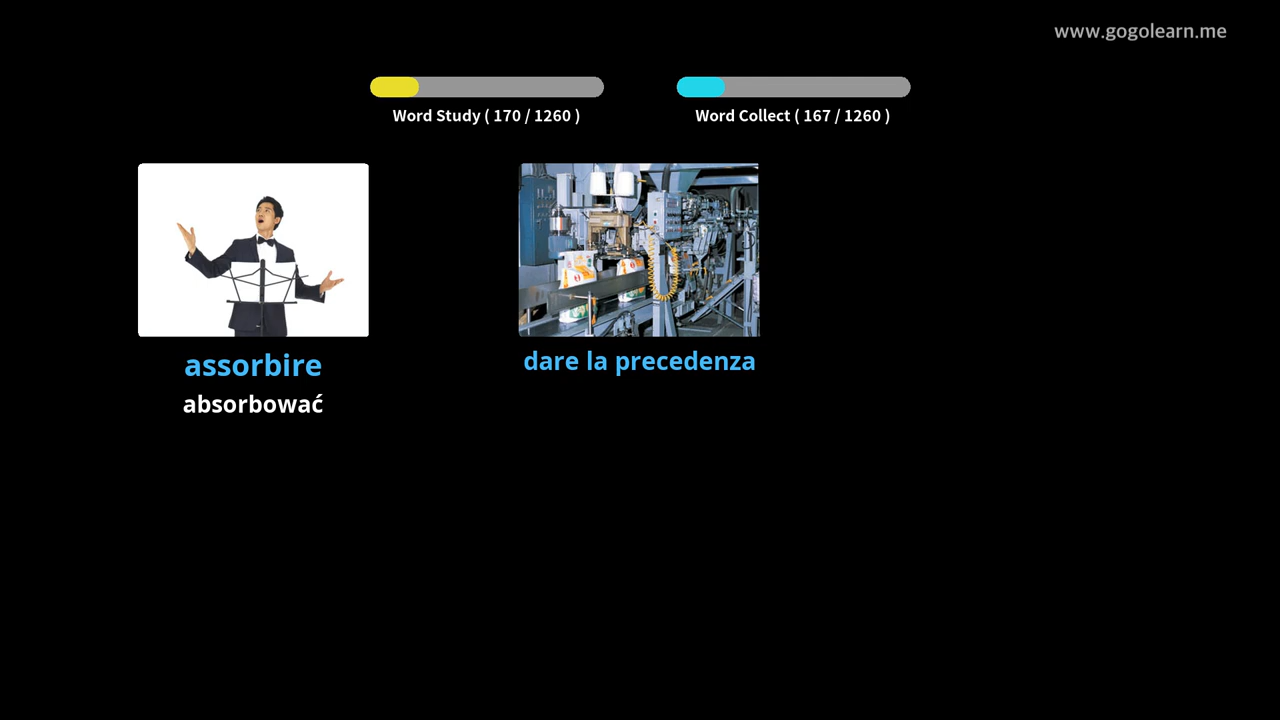 www.gogolearn.me
Word Study ( 170 / 1260 )
Word Collect ( 167 / 1260 )
assorbire
absorbować
dare la precedenza